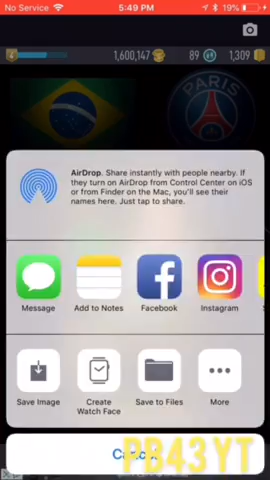 No Service 5:49 PM 19%
4 1,600,147 89 1,309
PARIS
AirDrop. Share instantly with people nearby. If
they turn on AirDrop from Control Center on iOS
or from Finder on the Mac, you'll see their
names here. Just tap to share.
Message Add to Notes Facebook Instagram
Save Image Create
Watch Face Save to Files More
Cancel
PB43YT